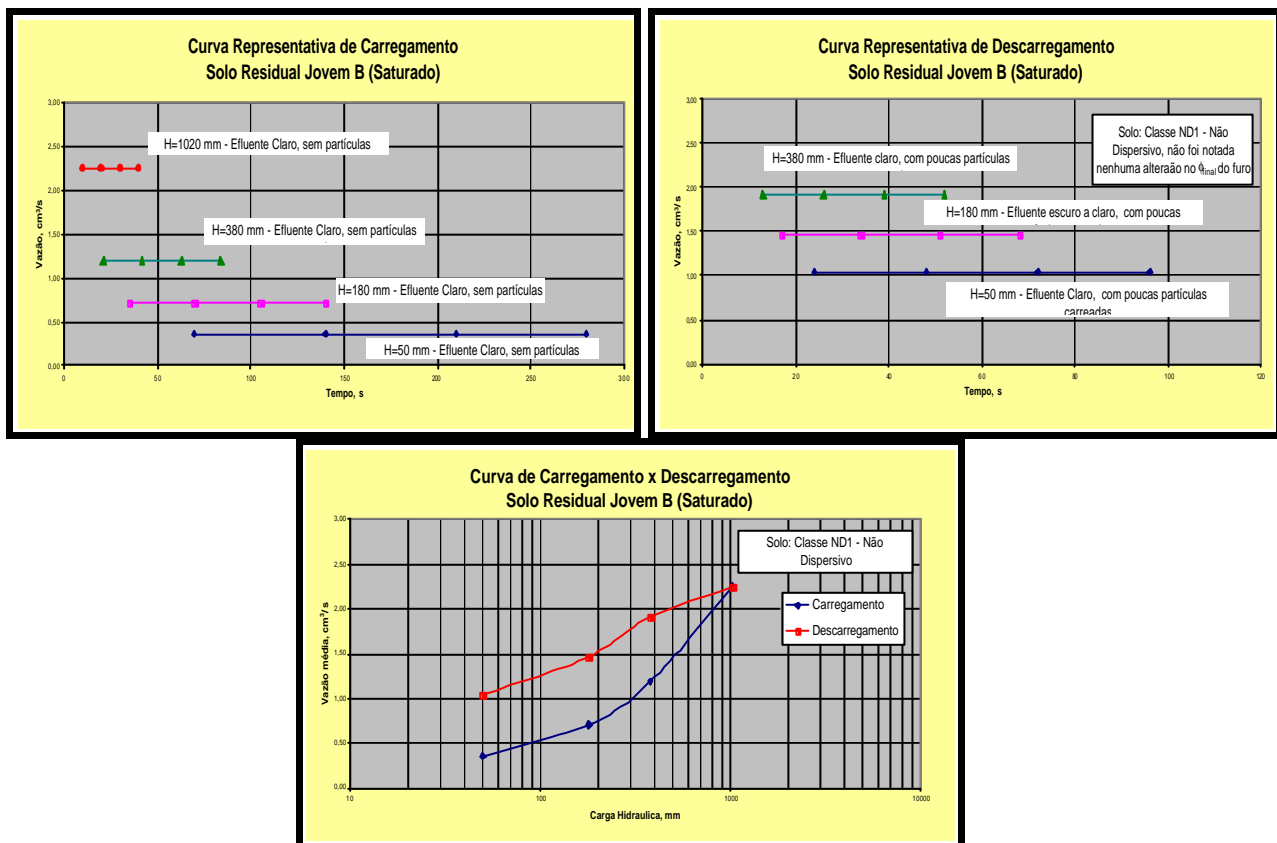 Curva Representativa de Carregamento
Solo Residual Jovem B (Saturado)
3,00
2,50
2,00
1,50
1,00
0,50
0,00
Vazão, cm³/s
H=1020 mm - Efluente Claro, sem partículas
H=380 mm - Efluente Claro, sem partículas
H=180 mm - Efluente Claro, sem partículas
H=50 mm - Efluente Claro, sem partículas
0 50 100 150 200 250 300
Tempo, s
Curva Representativa de Descarregamento
Solo Residual Jovem B (Saturado)
3,00
2,50
2,00
1,50
1,00
0,50
0,00
Vazão, cm³/s
Solo: Classe ND1 - Não
Dispersivo, não foi notada
nenhuma alteraão no ϕfinal do furo
H=380 mm - Efluente claro, com poucas partículas
H=180 mm - Efluente escuro a claro, com poucas
H=50 mm - Efluente Claro, com poucas partículas
carreadas
0 20 40 60 80 100 120
Tempo, s
Curva de Carregamento x Descarregamento
Solo Residual Jovem B (Saturado)
3,00
2,50
2,00
1,50
1,00
0,50
0,00
Vazão média, cm³/s
Solo: Classe ND1 - Não
Dispersivo
Carregamento
Descarregamento
10 100 1000 10000
Carga Hidraulica, mm